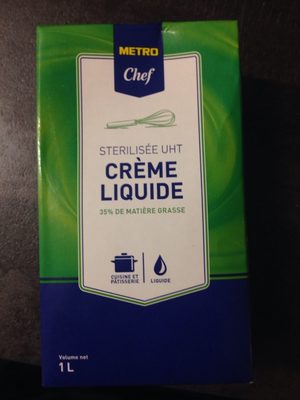 METRO
Chef
STERILISÉE UHT
CRÈME
LIQUIDE
35% DE MATIÈRE GRASSE
CUISINE ET
PÂTISSERIE
LIQUIDE
Volume net
1 L